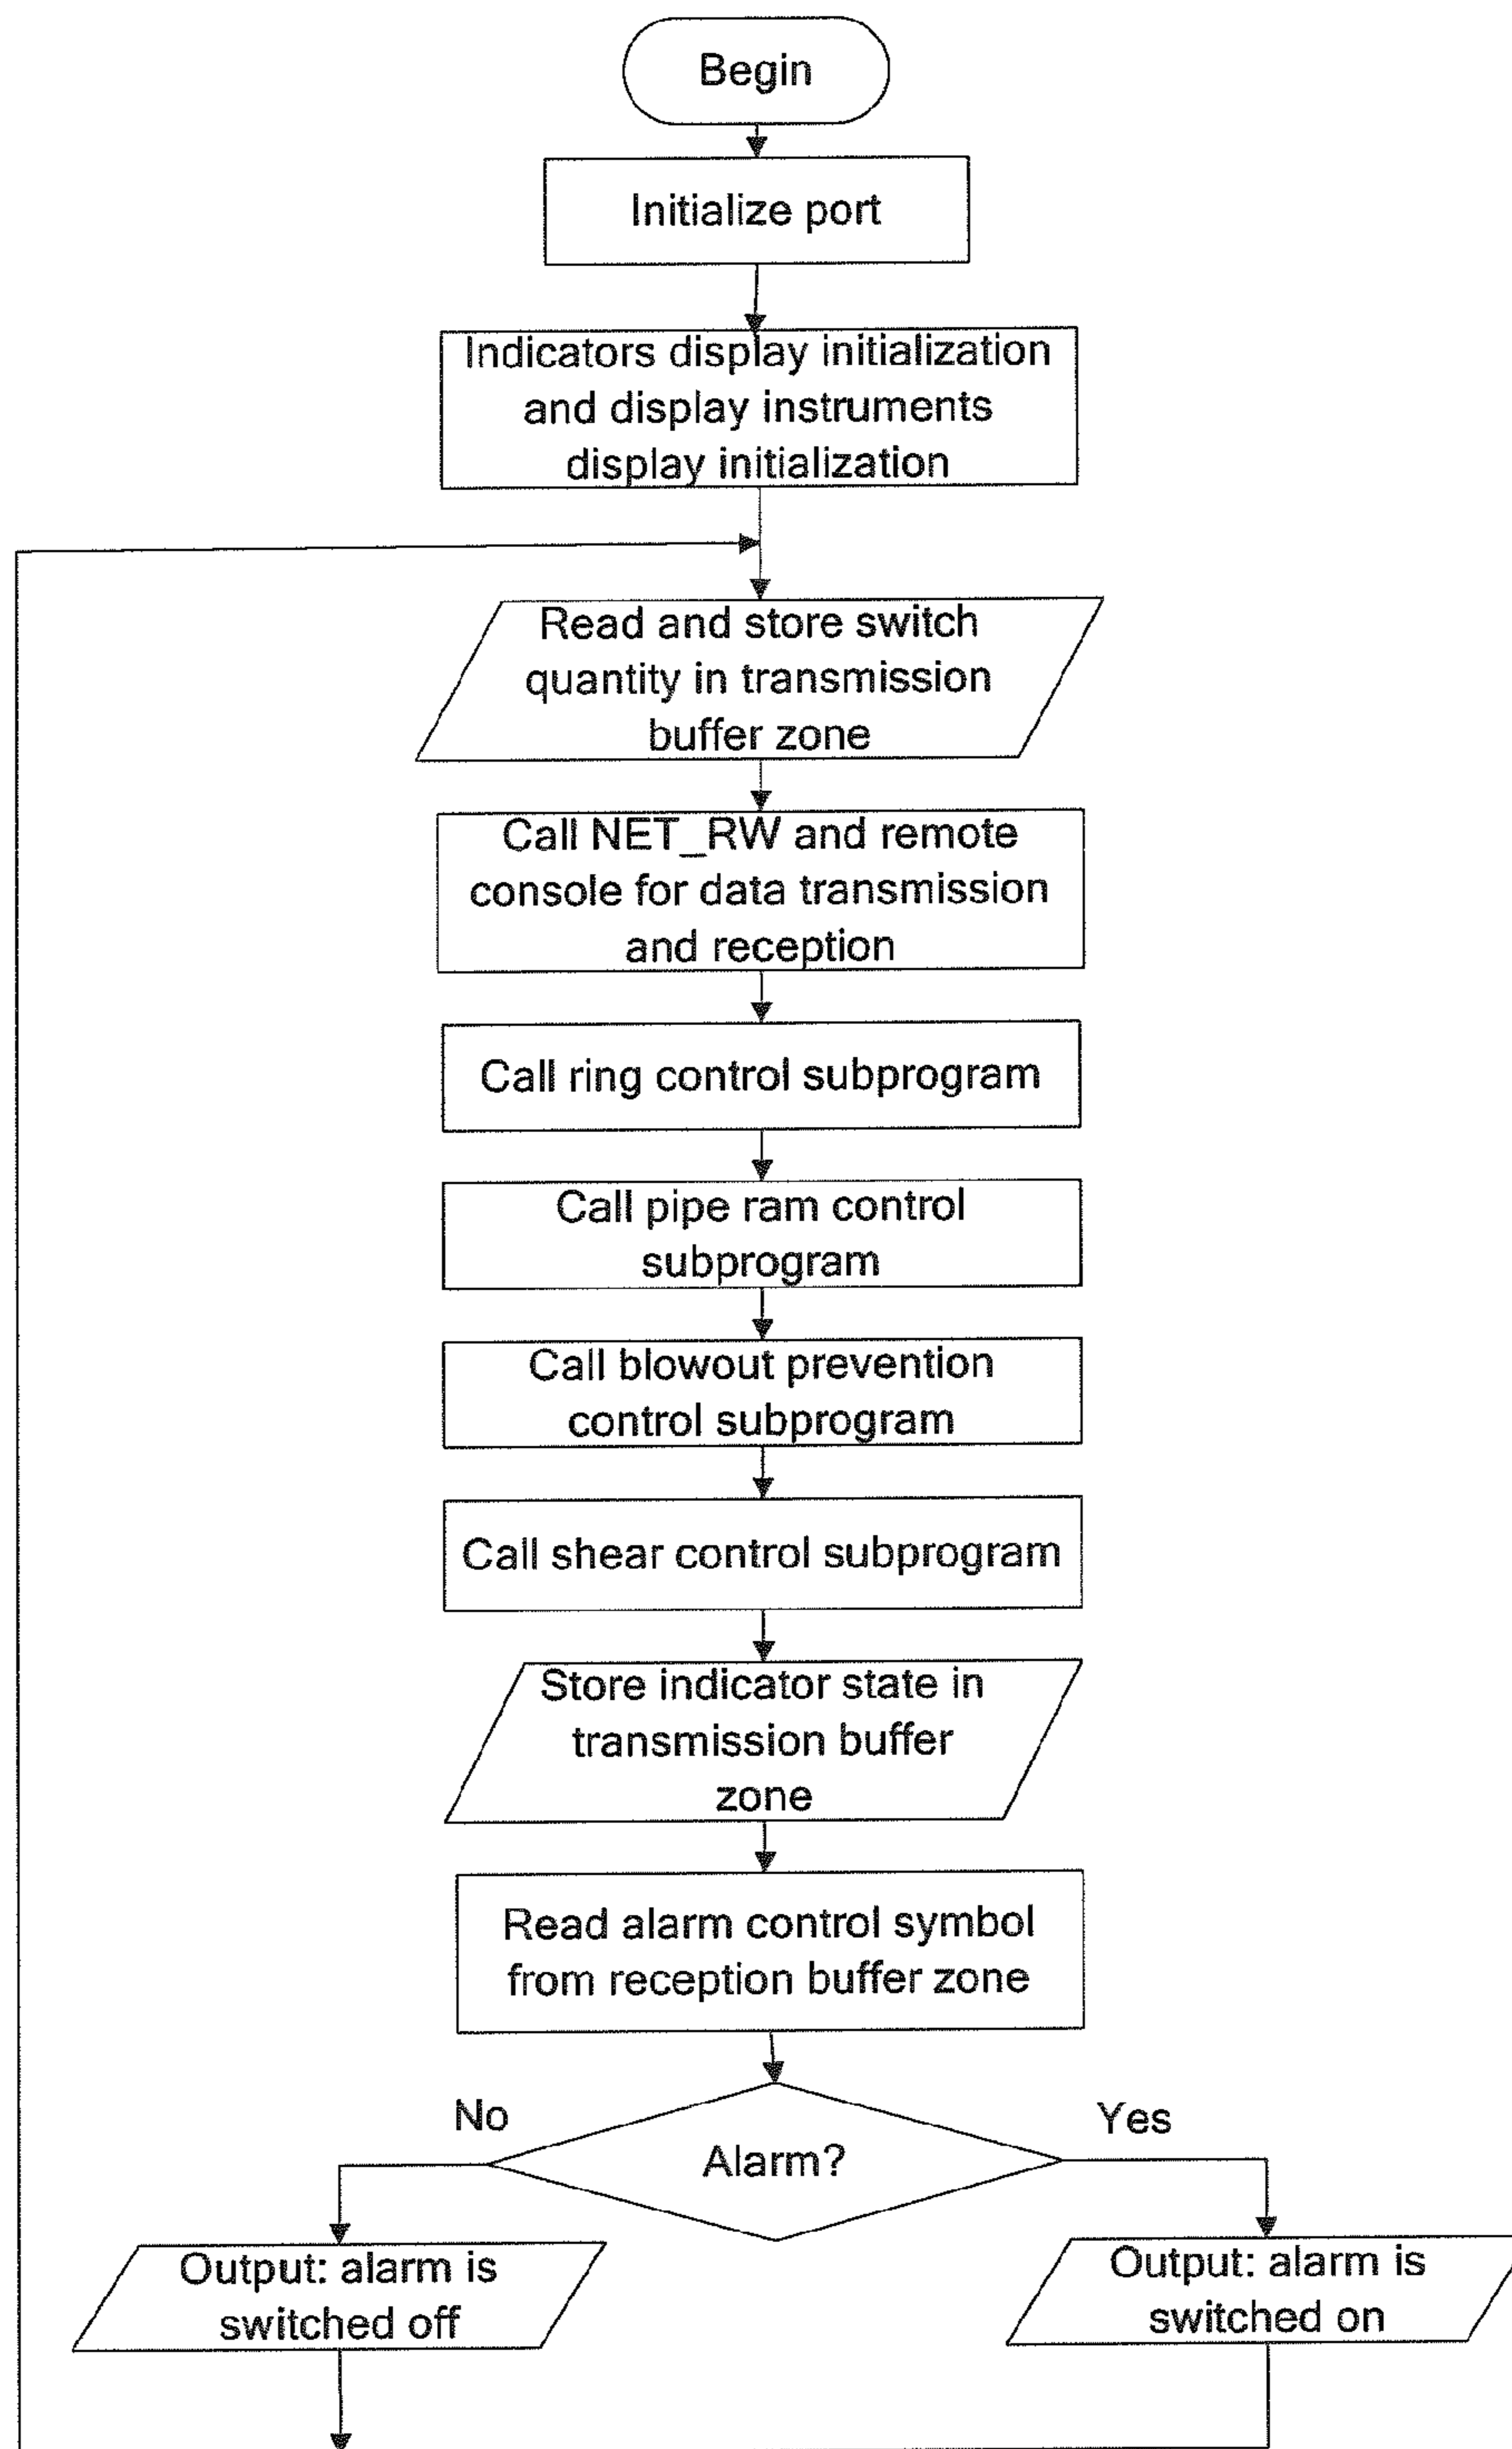 Begin
Initialize port
Indicators display initialization
and display instruments
display initialization
Read and store switch
quantity in transmission
buffer zone
Call NET_RW and remote
console for data transmission
and reception
Call ring control subprogram
Call pipe ram control
subprogram
Call blowout prevention
control subprogram
Call shear control subprogram
Store indicator state in
transmission buffer
zone
Read alarm control symbol
from reception buffer zone
No
Yes
Alarm?
Output: alarm is
switched off
Output: alarm is
switched on